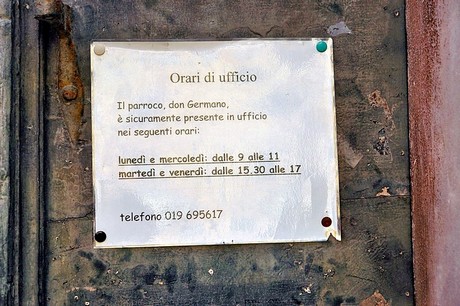 Orari di ufficio
Il parroco, don Germano,
è sicuramente presente in ufficio
nei seguenti orari:
lunedì e mercoledì: dalle 9 alle 11
martedì e venerdì: dalle 15,30 alle 17
telefono 019 695617